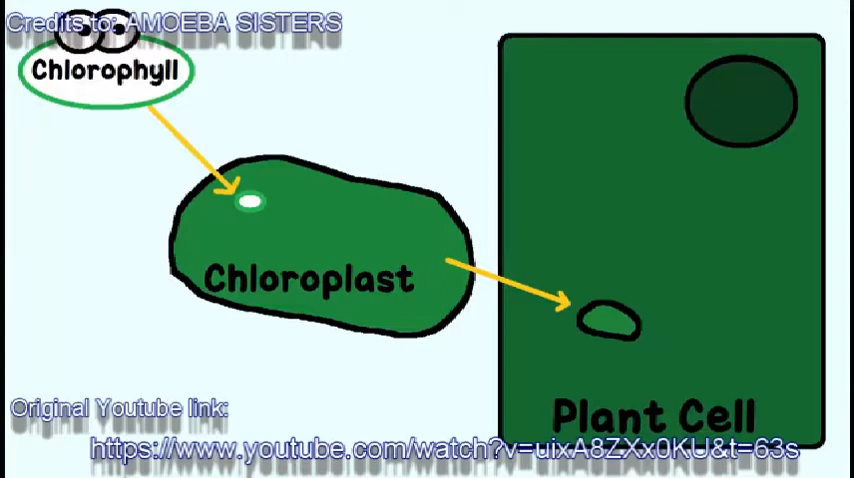 Credits to: AMOEBA SISTERS
Chlorophyll
Chloroplast
Plant Cell
Original Youtube link:
https://www.youtube.com/watch?v=uixA8ZXx0KU&t=63s